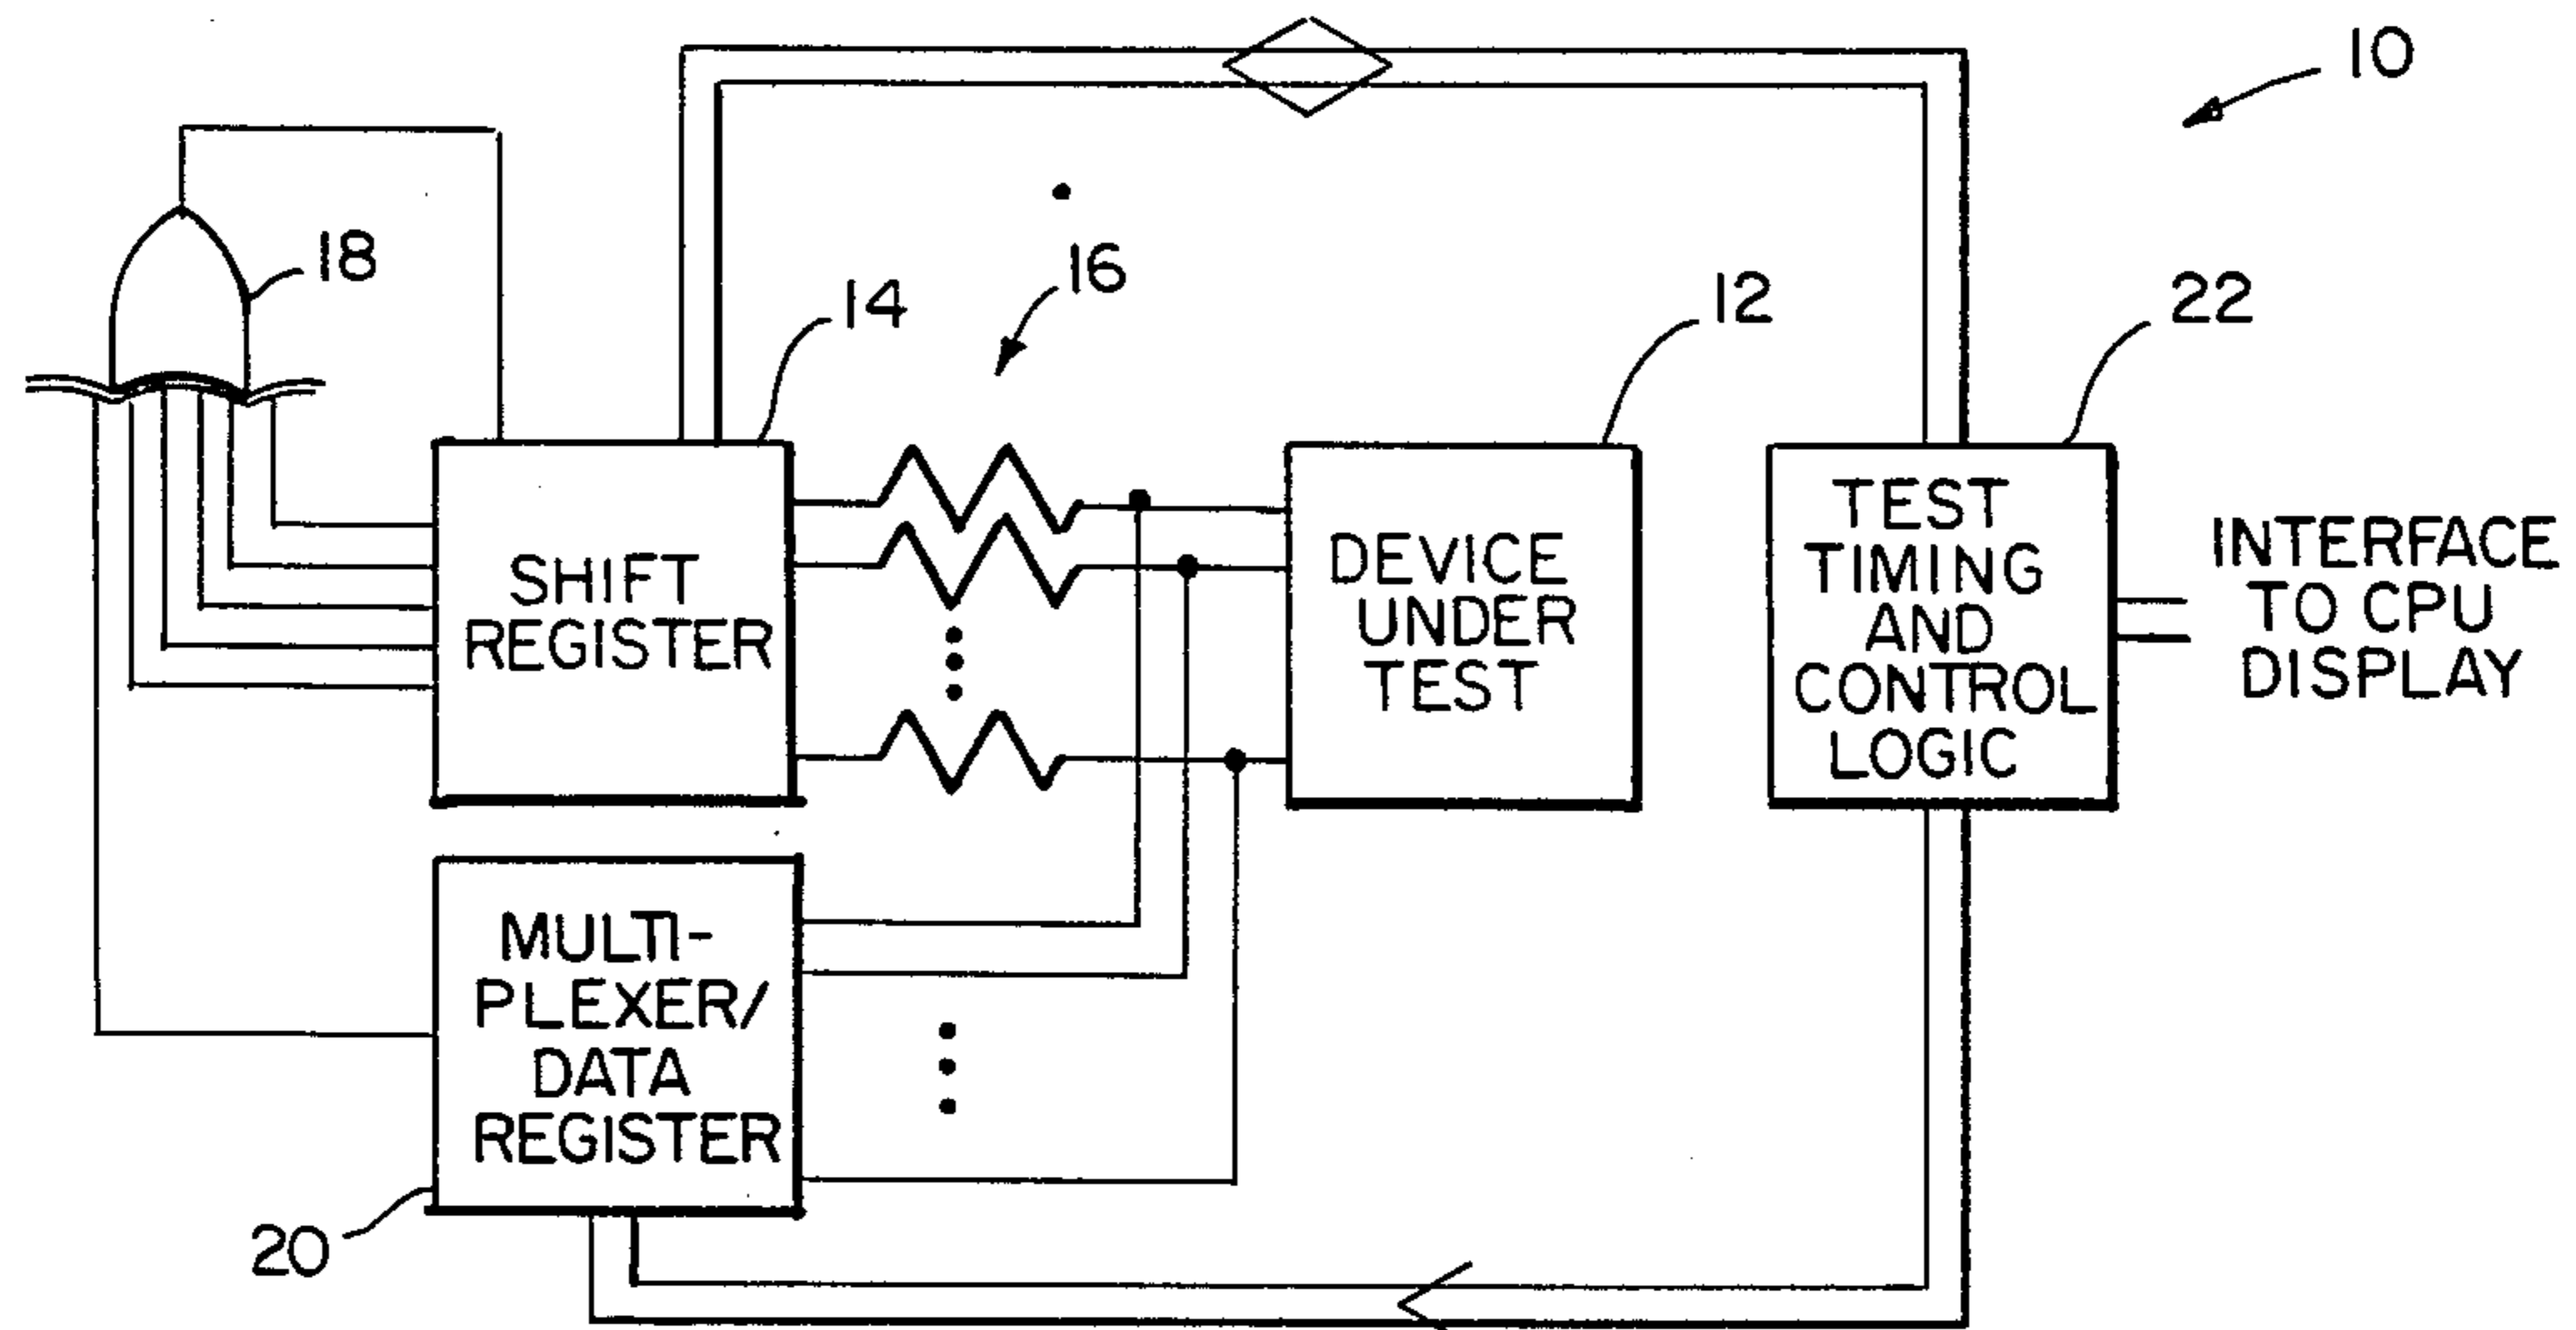 10
18
16
14
12
22
SHIFT
REGISTER
DEVICE
UNDER
TEST
TEST
TIMING
AND
CONTROL
LOGIC
INTERFACE
TO CPU
DISPLAY
MULTI-
PLEXER/
DATA
REGISTER
20